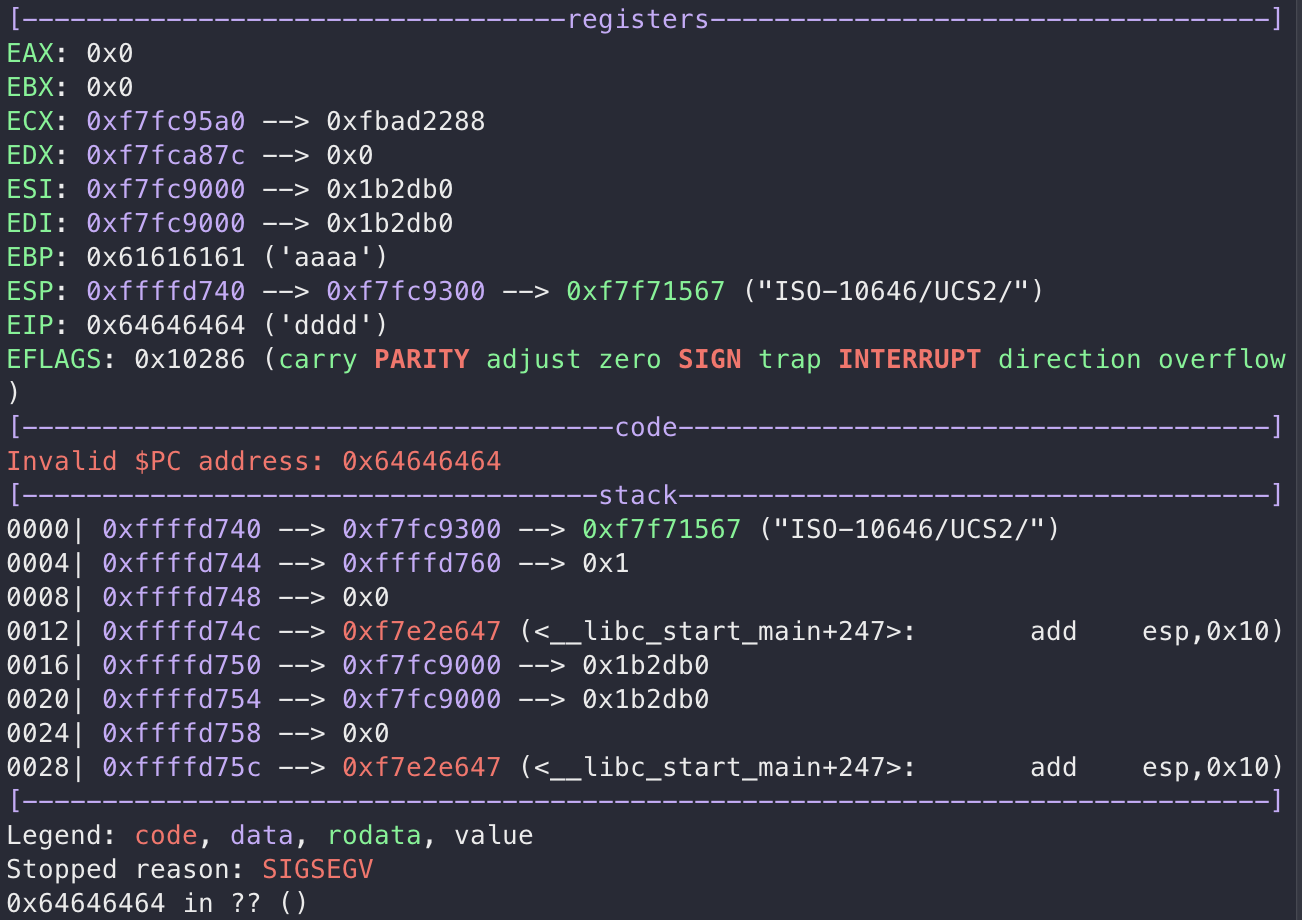 [----------------------------------registers-----------------------------------]
EAX: 0x0
EBX: 0x0
ECX: 0xf7fc95a0 --> 0xfbad2288
EDX: 0xf7fca87c --> 0x0
ESI: 0xf7fc9000 --> 0x1b2db0
EDI: 0xf7fc9000 --> 0x1b2db0
EBP: 0x61616161 ('aaaa')
ESP: 0xffffd740 --> 0xf7fc9300 --> 0xf7f71567 ("ISO-10646/UCS2/")
EIP: 0x64646464 ('dddd')
EFLAGS: 0x10286 (carry PARITY adjust zero SIGN trap INTERRUPT direction overflow
)
[-------------------------------------code-------------------------------------]
Invalid $PC address: 0x64646464
[------------------------------------stack-------------------------------------]
0000| 0xffffd740 --> 0xf7fc9300 --> 0xf7f71567 ("ISO-10646/UCS2/")
0004| 0xffffd744 --> 0xffffd760 --> 0x1
0008| 0xffffd748 --> 0x0
0012| 0xffffd74c --> 0xf7e2e647 (<__libc_start_main+247>:       add    esp,0x10)
0016| 0xffffd750 --> 0xf7fc9000 --> 0x1b2db0
0020| 0xffffd754 --> 0xf7fc9000 --> 0x1b2db0
0024| 0xffffd758 --> 0x0
0028| 0xffffd75c --> 0xf7e2e647 (<__libc_start_main+247>:       add    esp,0x10)
[------------------------------------------------------------------------------]
Legend: code, data, rodata, value
Stopped reason: SIGSEGV
0x64646464 in ?? ()